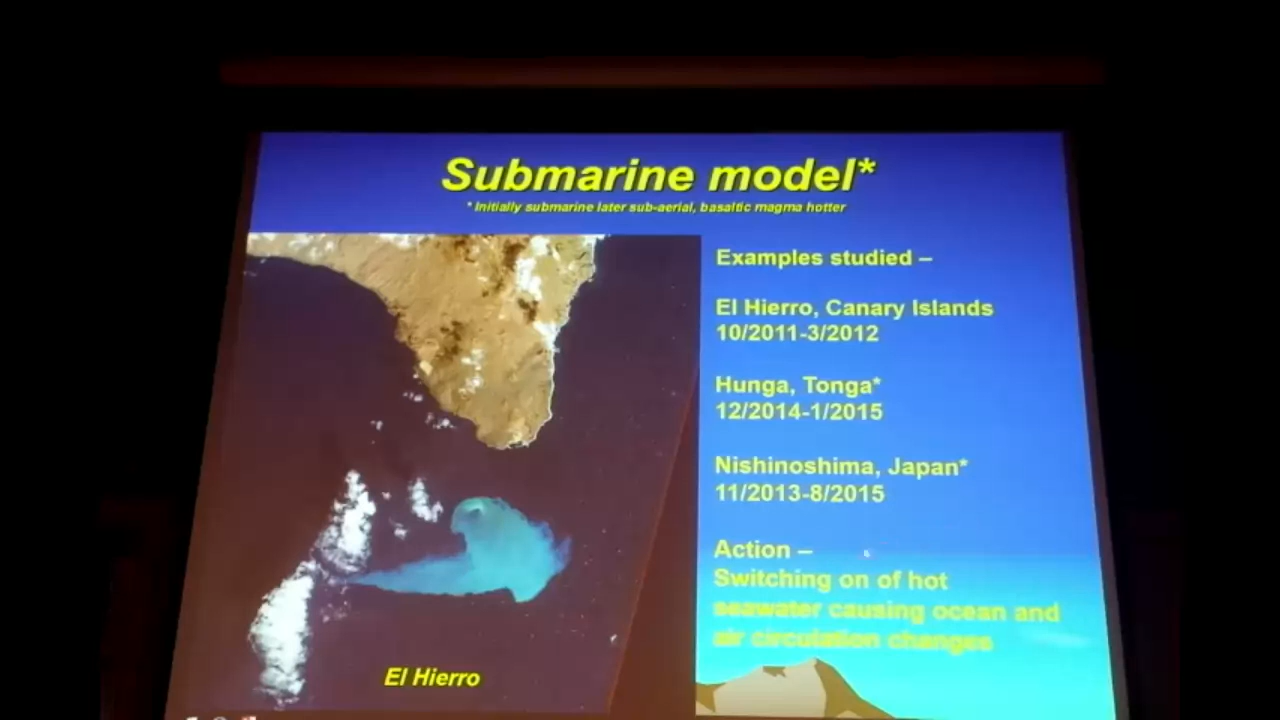 Submarine model*
* Initially submarine later sub-aerial, basaltic magma hotter
Examples studied –
El Hierro, Canary Islands
10/2011-3/2012
Hunga, Tonga*
12/2014-1/2015
Nishinoshima, Japan*
11/2013-8/2015
Action –
Switching on of hot
seawater causing ocean and
air circulation changes
El Hierro